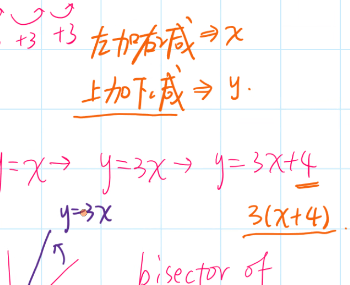 +3 +3
左加右减 ⇒ x
上加下减 ⇒ y.
y=x → y=3x → y=3x+4
y=3x
3(x+4)
bisector of